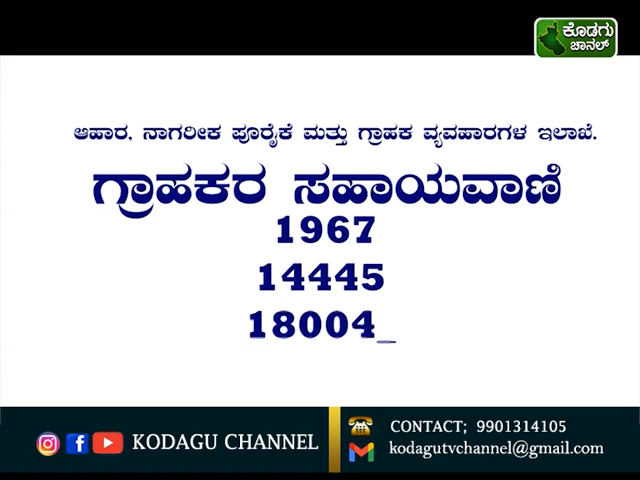 ಕೊಡಗು
ಚಾನಲ್
ಆಹಾರ, ನಾಗರೀಕ ಪೂರೈಕೆ ಮತ್ತು ಗ್ರಾಹಕ ವ್ಯವಹಾರಗಳ ಇಲಾಖೆ.
ಗ್ರಾಹಕರ ಸಹಾಯವಾಣಿ
1967
14445
18004_
KODAGU CHANNEL
CONTACT; 9901314105
kodagutvchannel@gmail.com